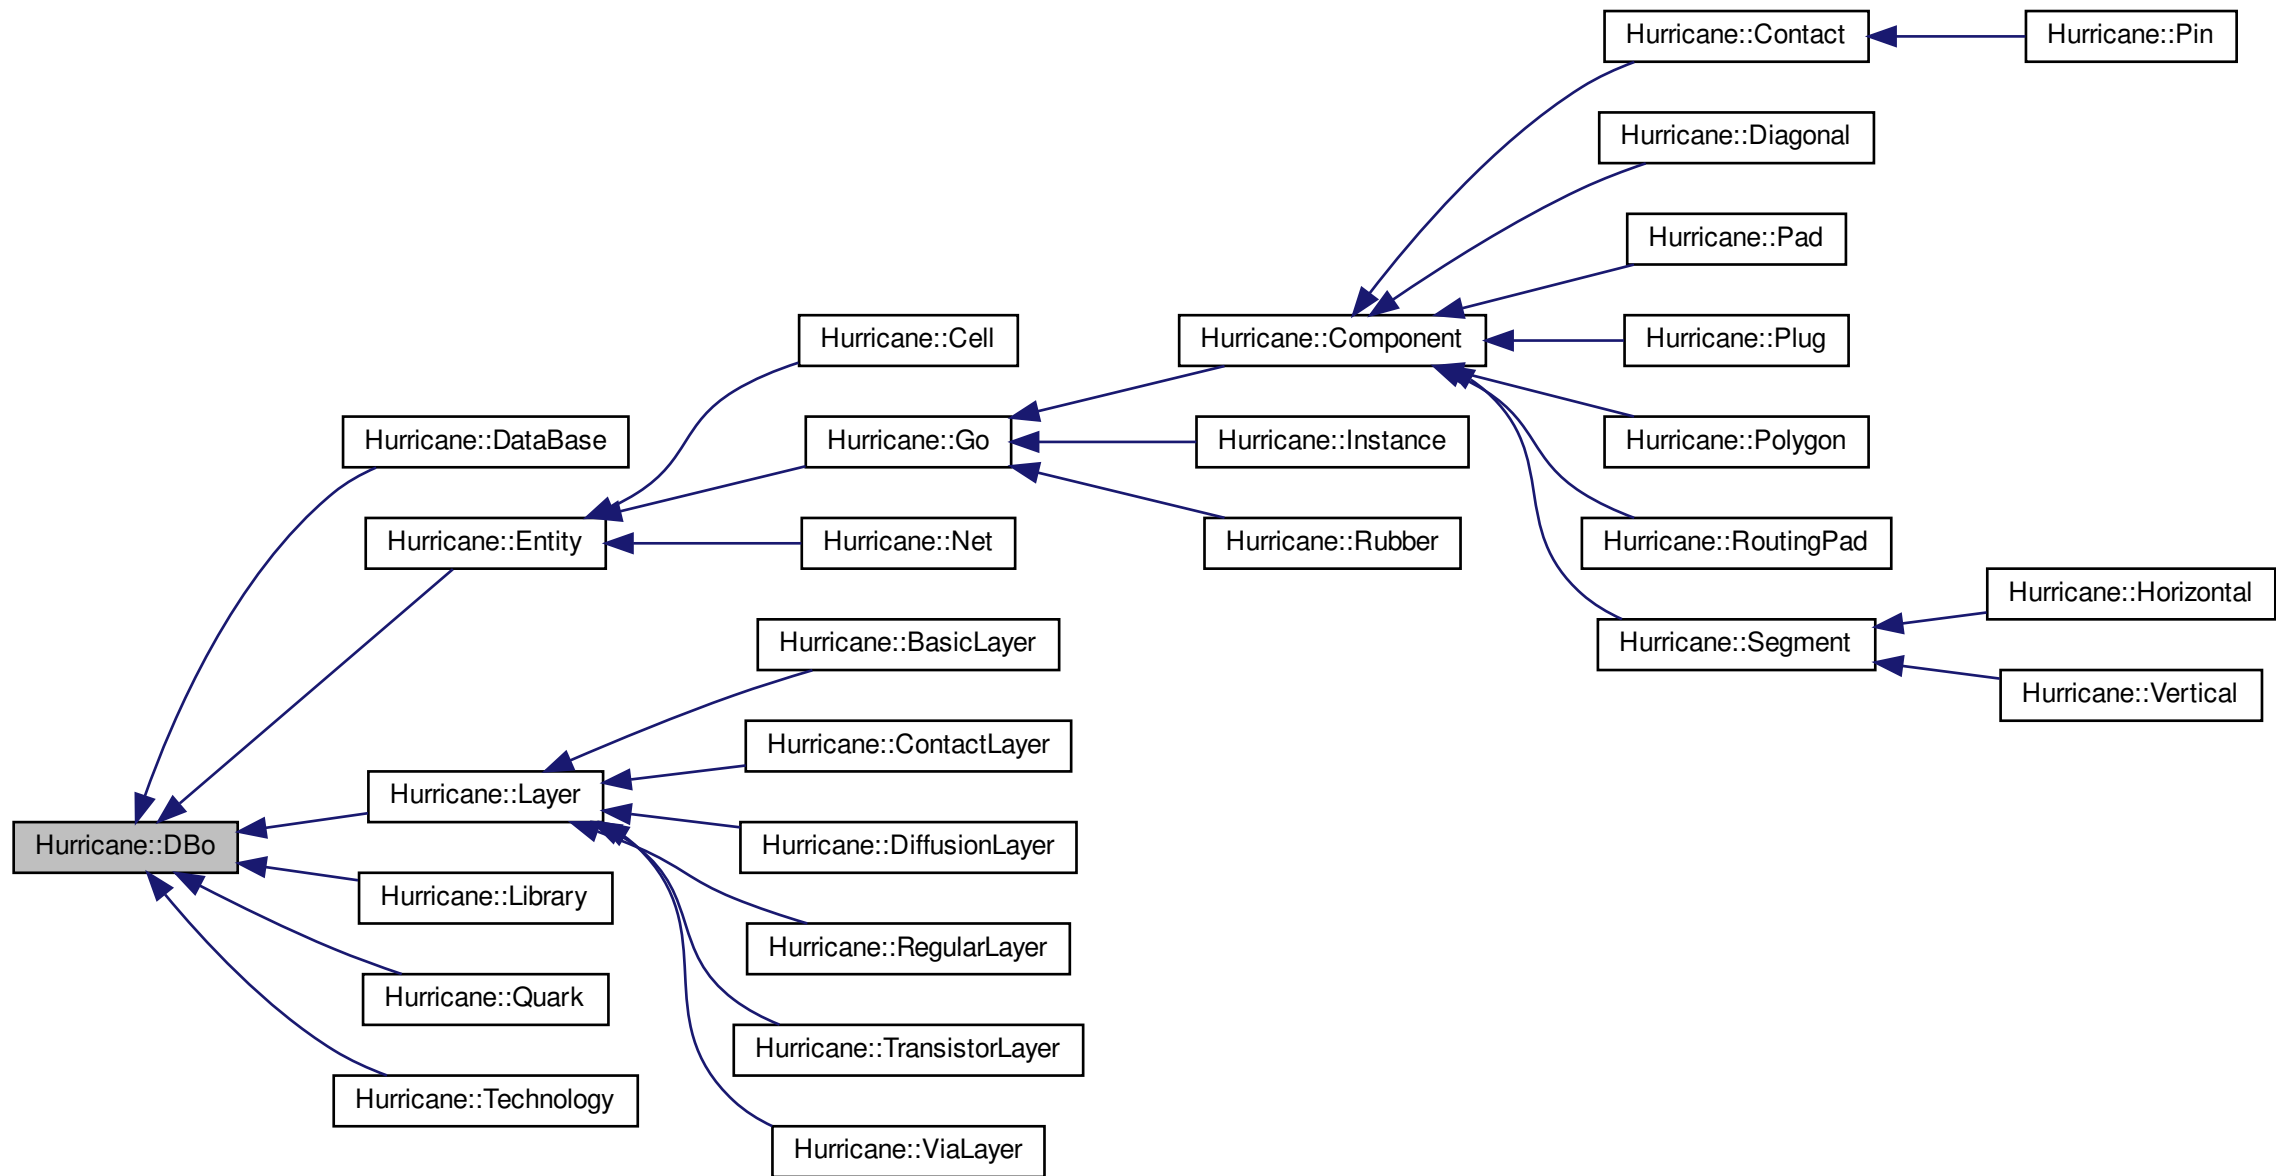 Hurricane::Contact
Hurricane::Pin
Hurricane::Diagonal
Hurricane::Pad
Hurricane::Cell
Hurricane::Component
Hurricane::Plug
Hurricane::DataBase
Hurricane::Go
Hurricane::Instance
Hurricane::Polygon
Hurricane::Entity
Hurricane::Net
Hurricane::Rubber
Hurricane::RoutingPad
Hurricane::Horizontal
Hurricane::BasicLayer
Hurricane::Segment
Hurricane::Vertical
Hurricane::ContactLayer
Hurricane::Layer
Hurricane::DBo
Hurricane::DiffusionLayer
Hurricane::Library
Hurricane::RegularLayer
Hurricane::Quark
Hurricane::TransistorLayer
Hurricane::Technology
Hurricane::ViaLayer